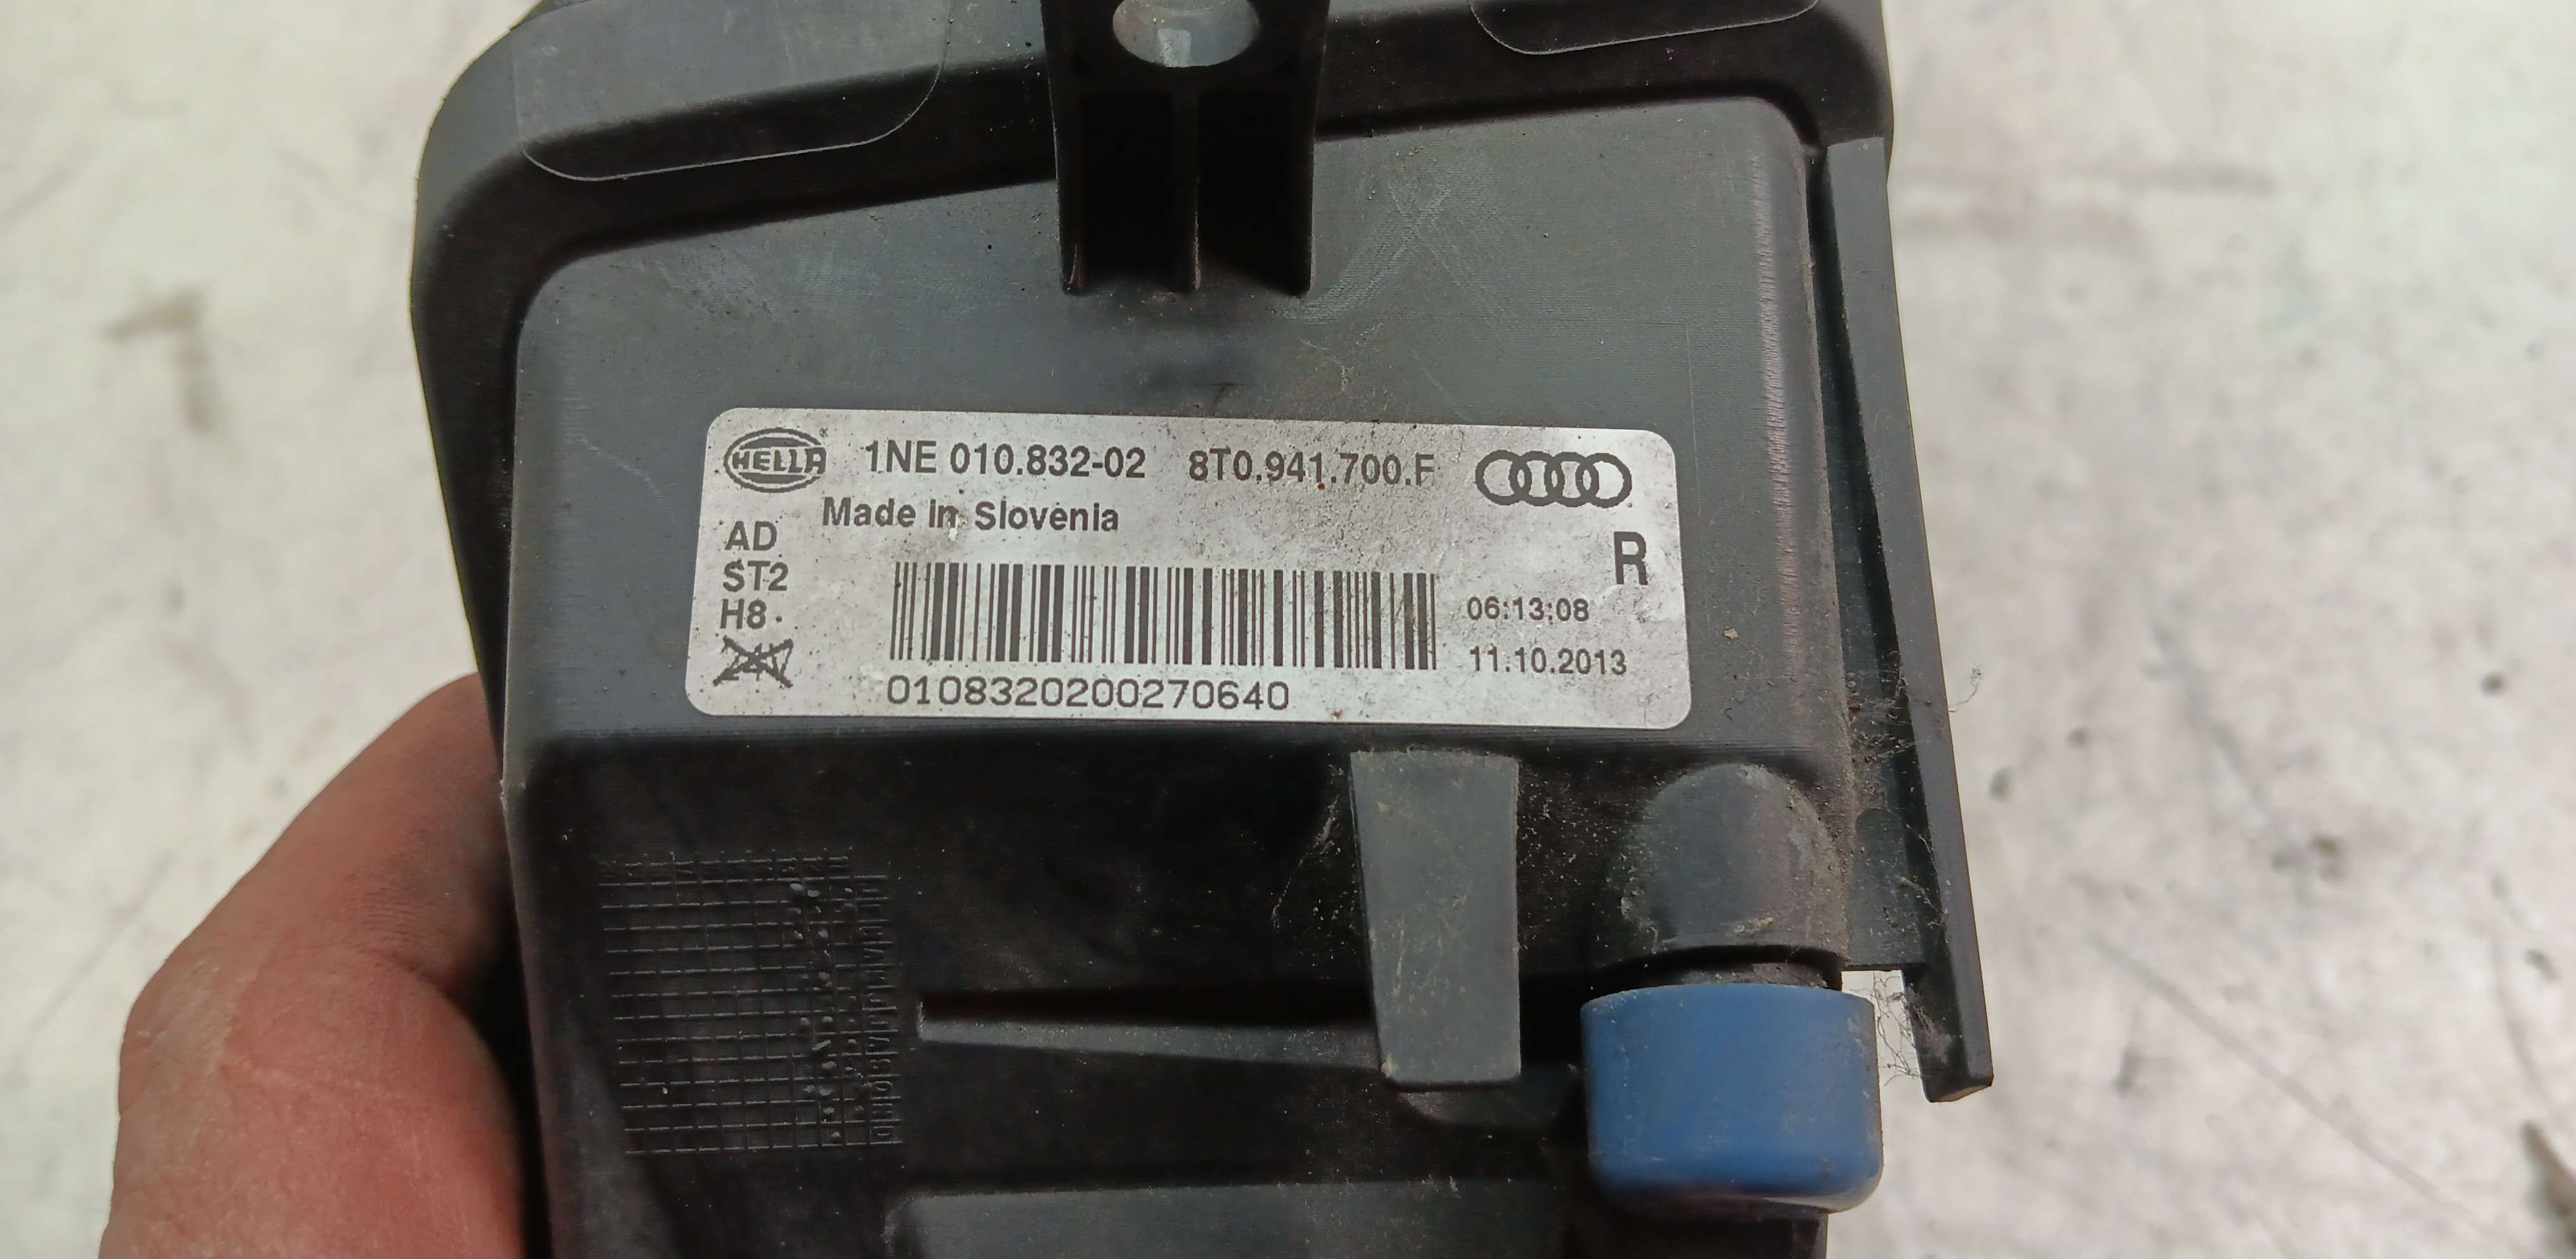 HELLA 1NE 010.832-02 8T0.941.700.F
Made in Slovenia
AD
ST2
H8
R
06:13:08
11.10.2013
0108320200270640